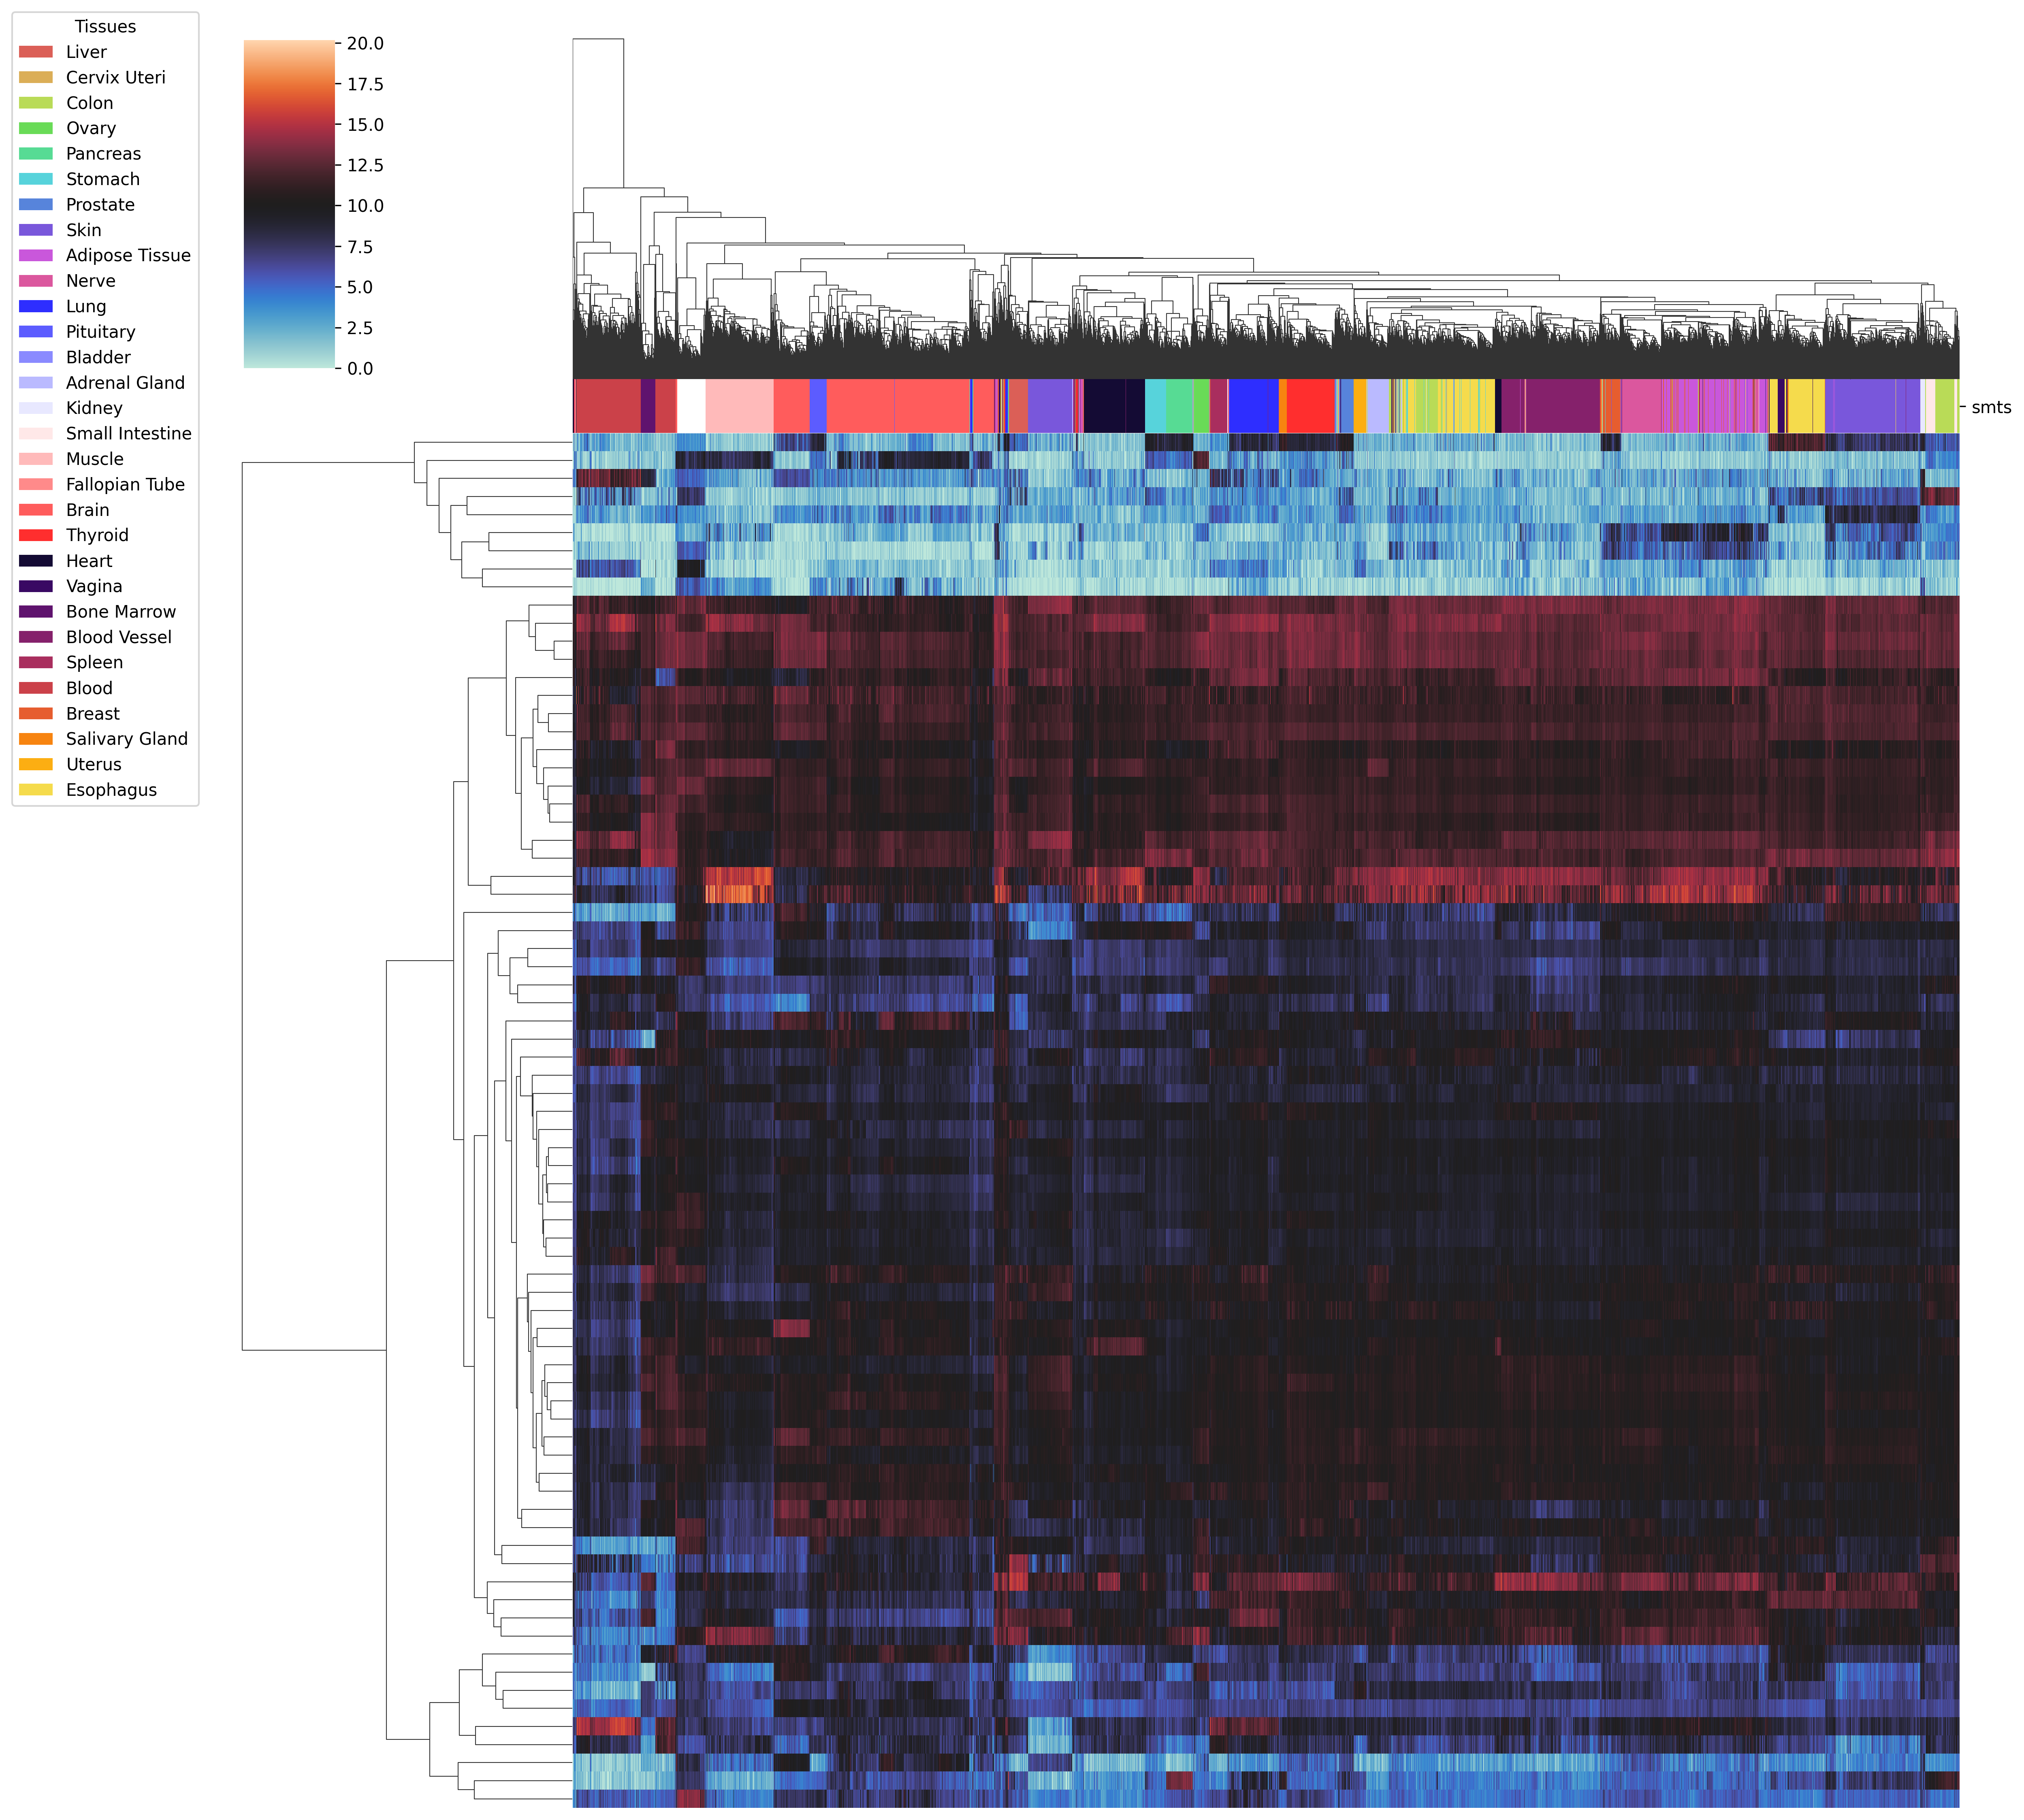 Tissues
Liver
Cervix Uteri
Colon
Ovary
Pancreas
Stomach
Prostate
Skin
Adipose Tissue
Nerve
Lung
Pituitary
Bladder
Adrenal Gland
Kidney
Small Intestine
Muscle
Fallopian Tube
Brain
Thyroid
Heart
Vagina
Bone Marrow
Blood Vessel
Spleen
Blood
Breast
Salivary Gland
Uterus
Esophagus
20.0
17.5
15.0
12.5
10.0
7.5
5.0
2.5
0.0
smts